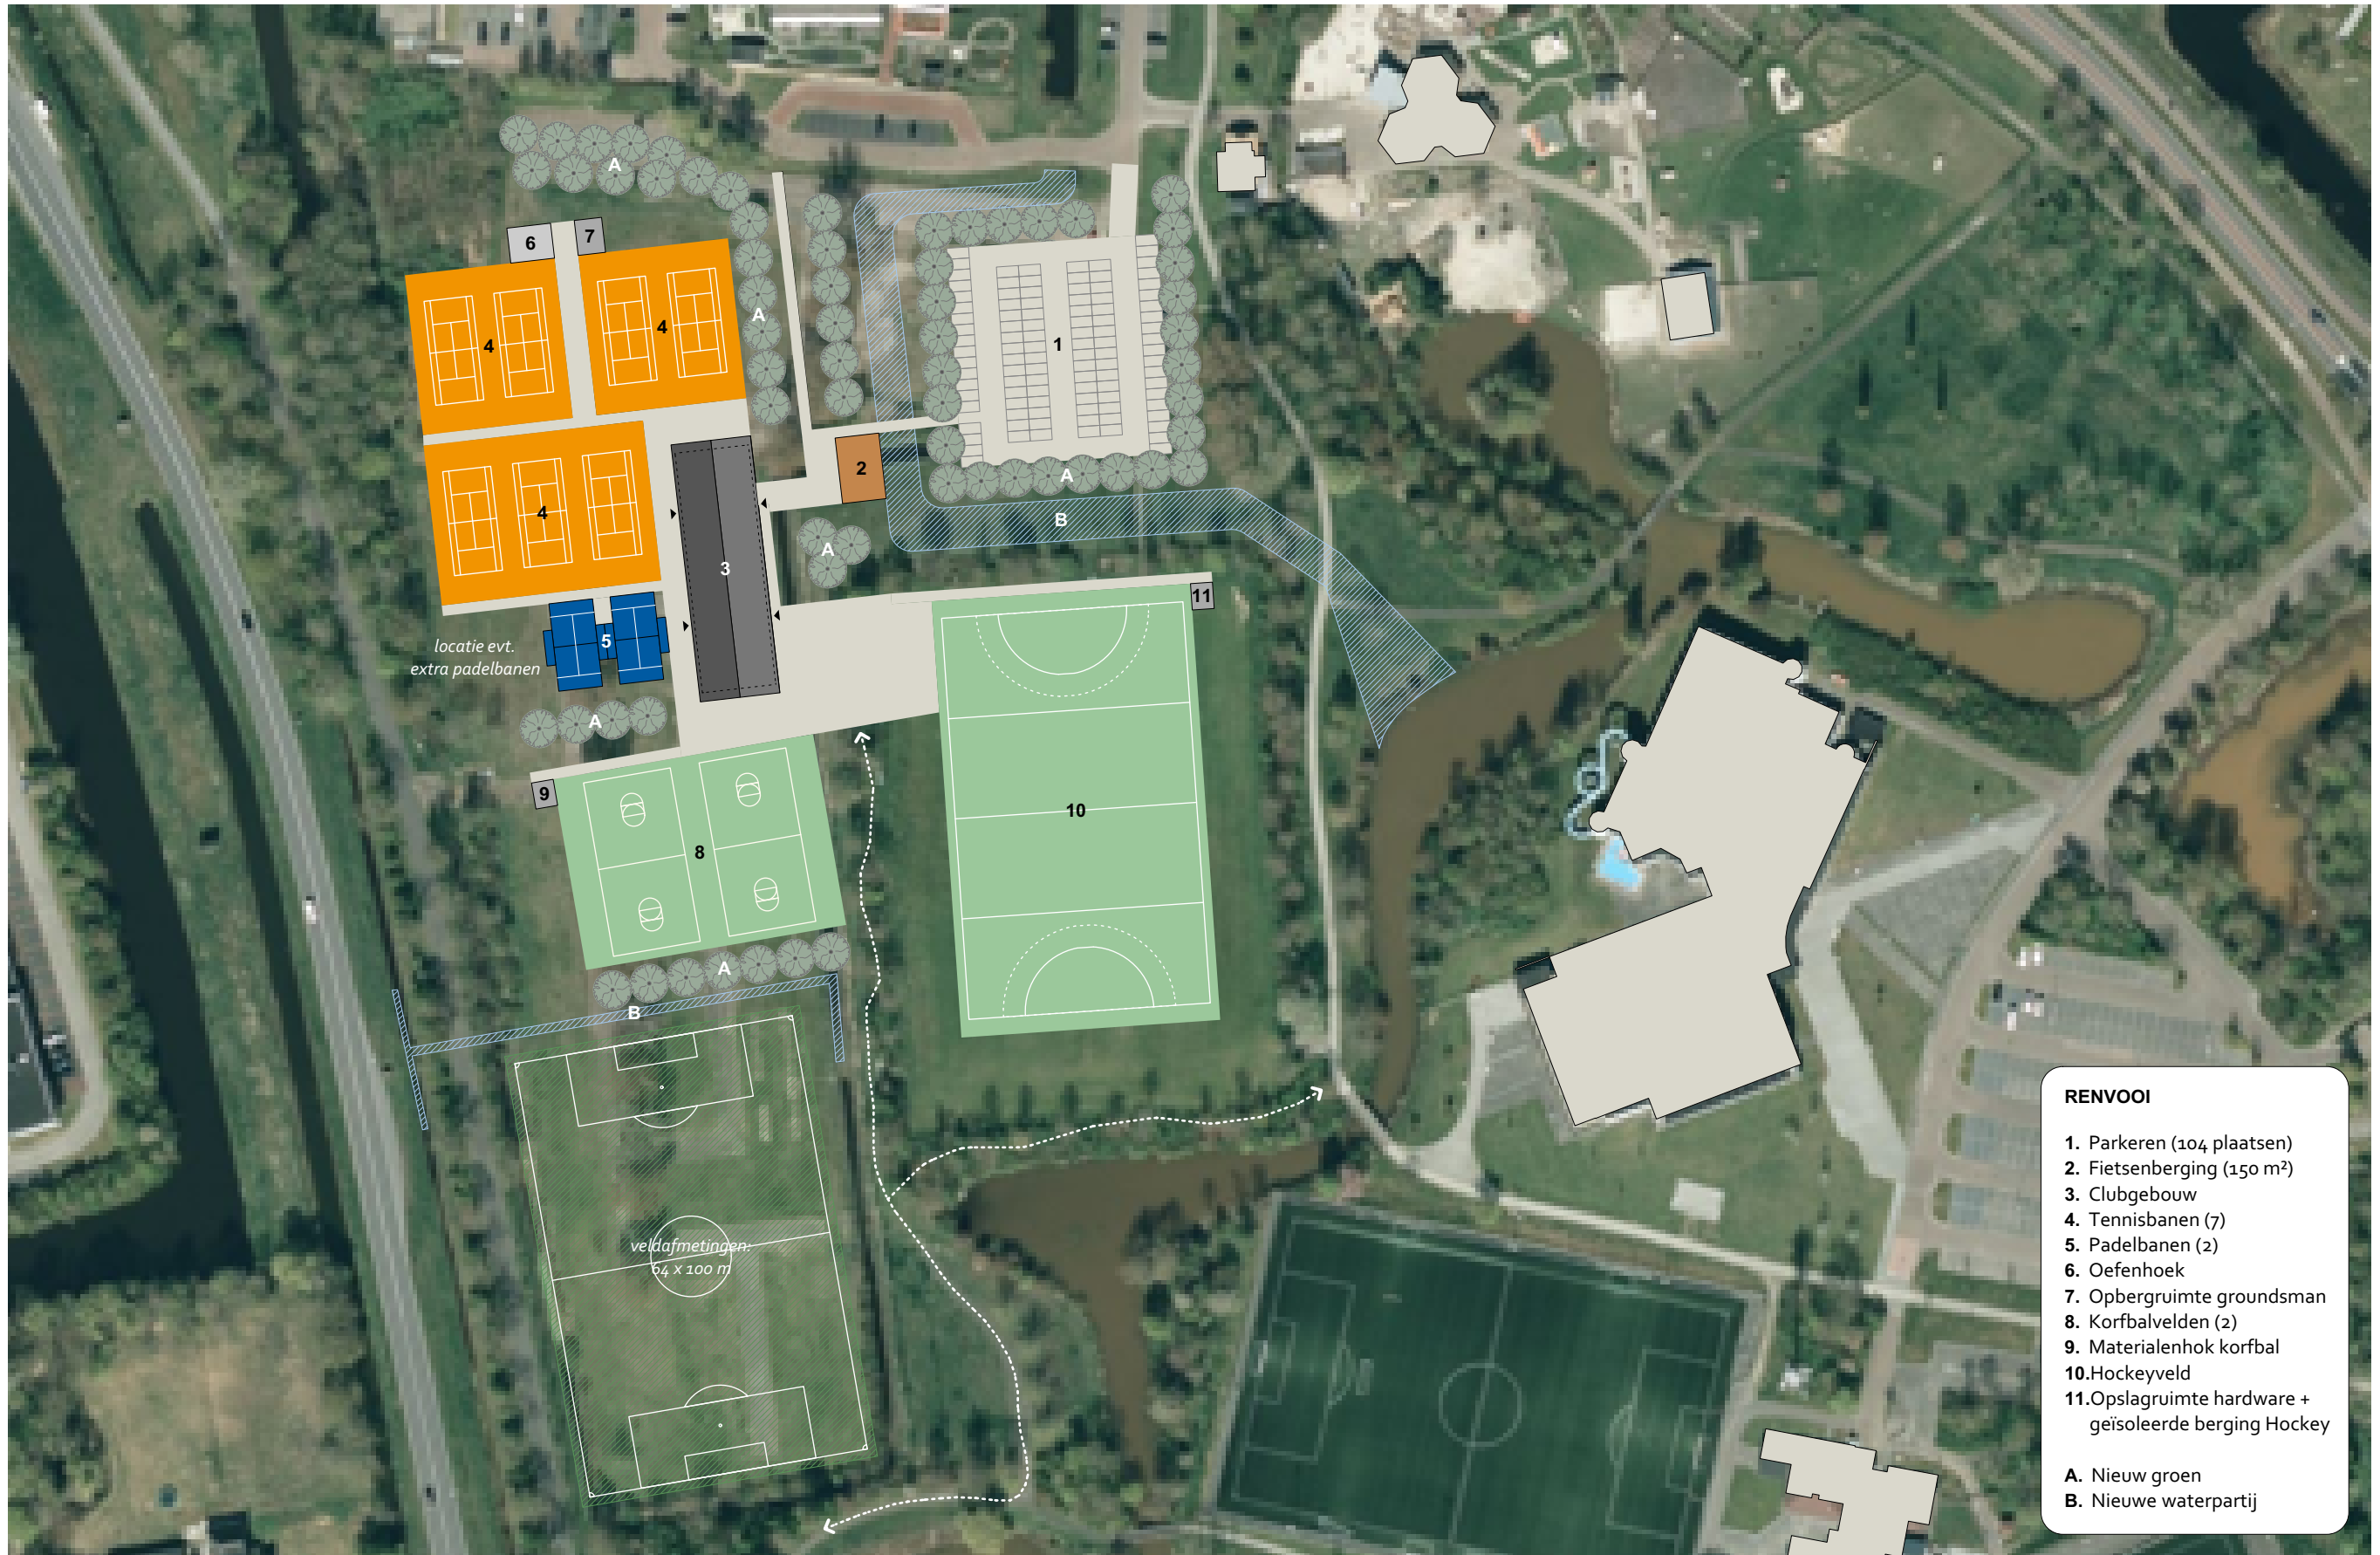 A
6
7
4
4
A
1
2
A
4
B
3
A
11
locatie evt.
extra padelbanen
5
A
9
10
8
A
B
veldafmetingen:
64 x 100 m
RENVOOI
1. Parkeren (104 plaatsen)
2. Fietsenberging (150 m²)
3. Clubgebouw
4. Tennisbanen (7)
5. Padelbanen (2)
6. Oefenhoek
7. Opbergruimte groundsman
8. Korfbalvelden (2)
9. Materialenhok korfbal
10.Hockeyveld
11.Opslagruimte hardware +
geïsoleerde berging Hockey
A. Nieuw groen
B. Nieuwe waterpartij